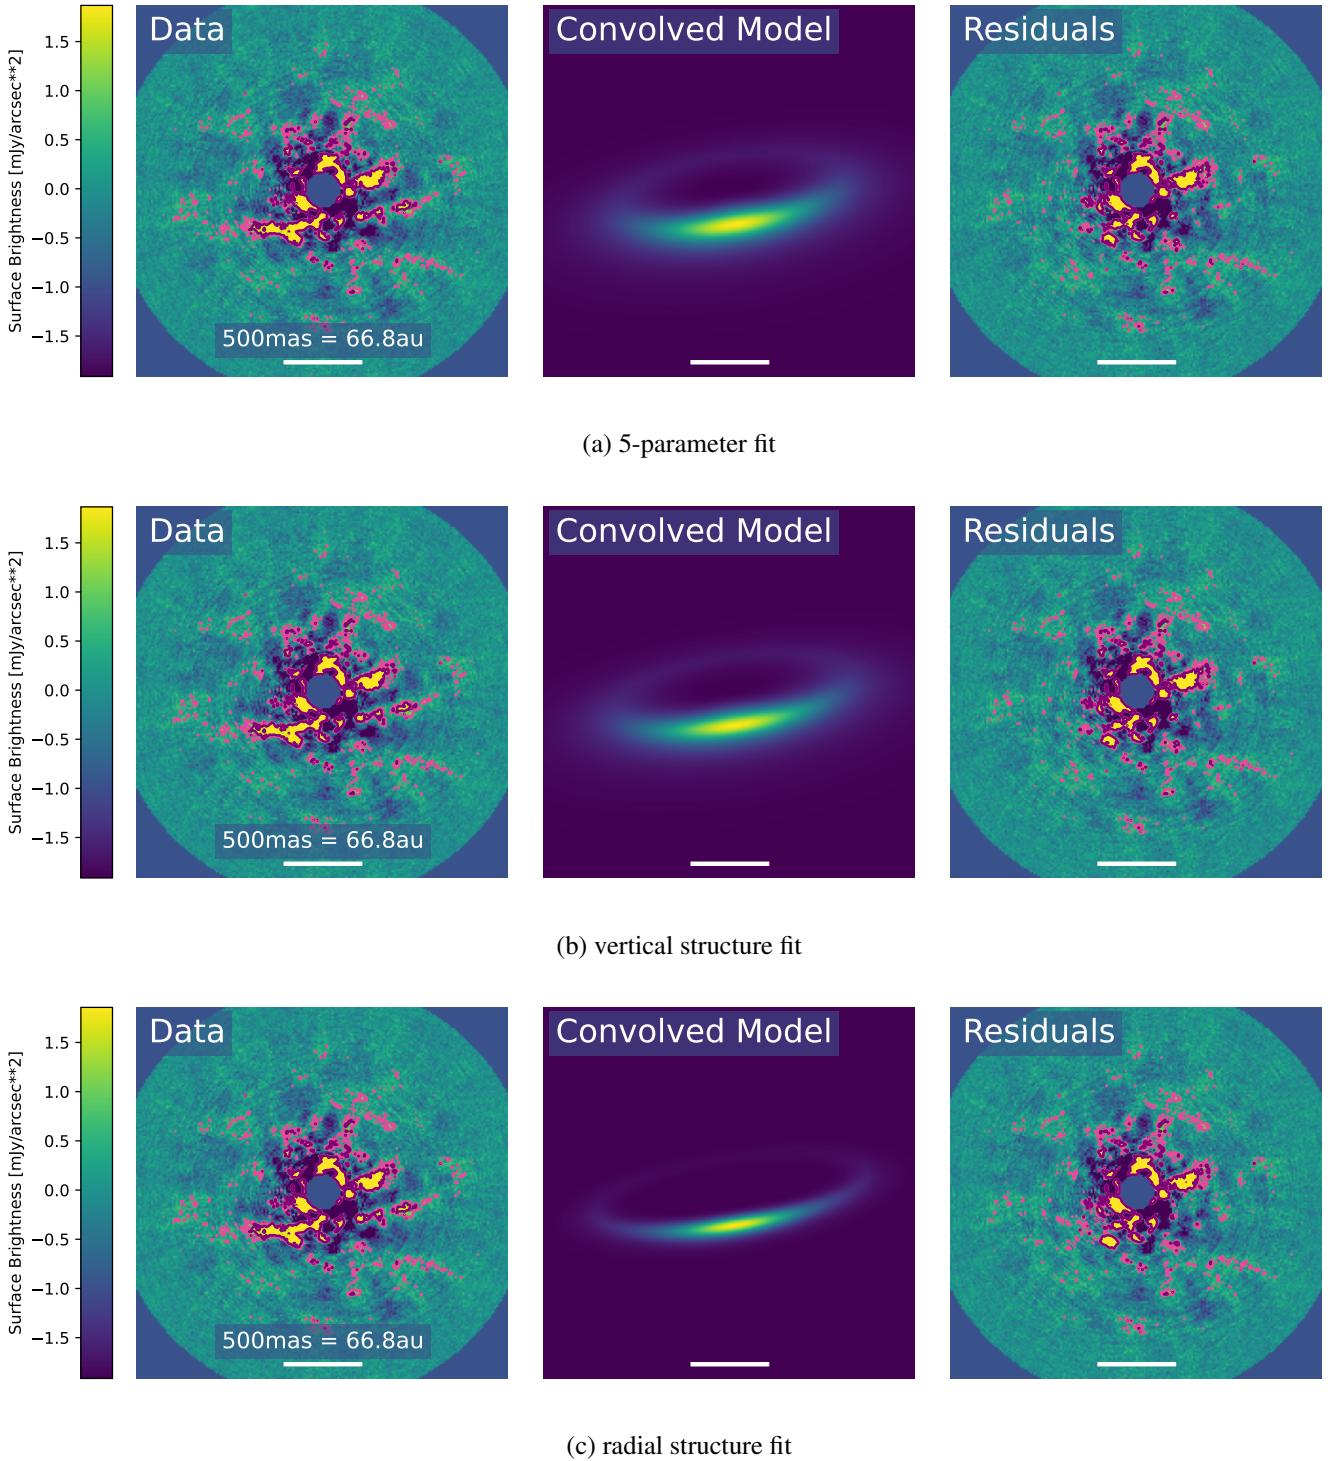 Data
Convolved Model
Residuals
Surface Brightness [mJy/arcsec**2]
1.5
1.0
0.5
0.0
−0.5
−1.0
−1.5
500mas = 66.8au
(a) 5-parameter fit
Data
Convolved Model
Residuals
Surface Brightness [mJy/arcsec**2]
1.5
1.0
0.5
0.0
−0.5
−1.0
−1.5
500mas = 66.8au
(b) vertical structure fit
Data
Convolved Model
Residuals
Surface Brightness [mJy/arcsec**2]
1.5
1.0
0.5
0.0
−0.5
−1.0
−1.5
500mas = 66.8au
(c) radial structure fit